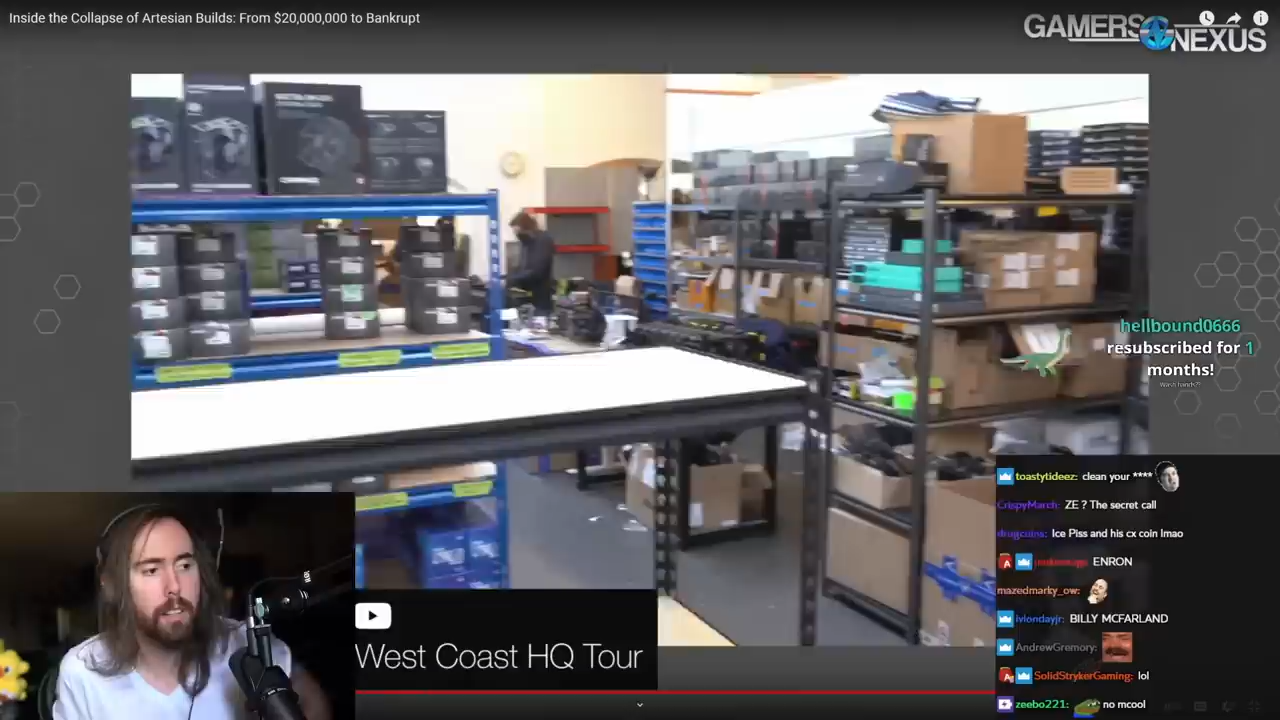 Inside the Collapse of Artesian Builds: From $20,000,000 to Bankrupt
GAMERS NEXUS
hellbound0666
resubscribed for 1
months!
toastytideez: clean your ****
CrispyMarch: ZE ? The secret call
Ice Piss and his cx coin lmao
ENRON
mazedmarky_ow:
ivlondayjr: BILLY MCFARLAND
AndrewGremory:
SolidStrykerGaming: lol
zeebo221: no mcool
West Coast HQ Tour